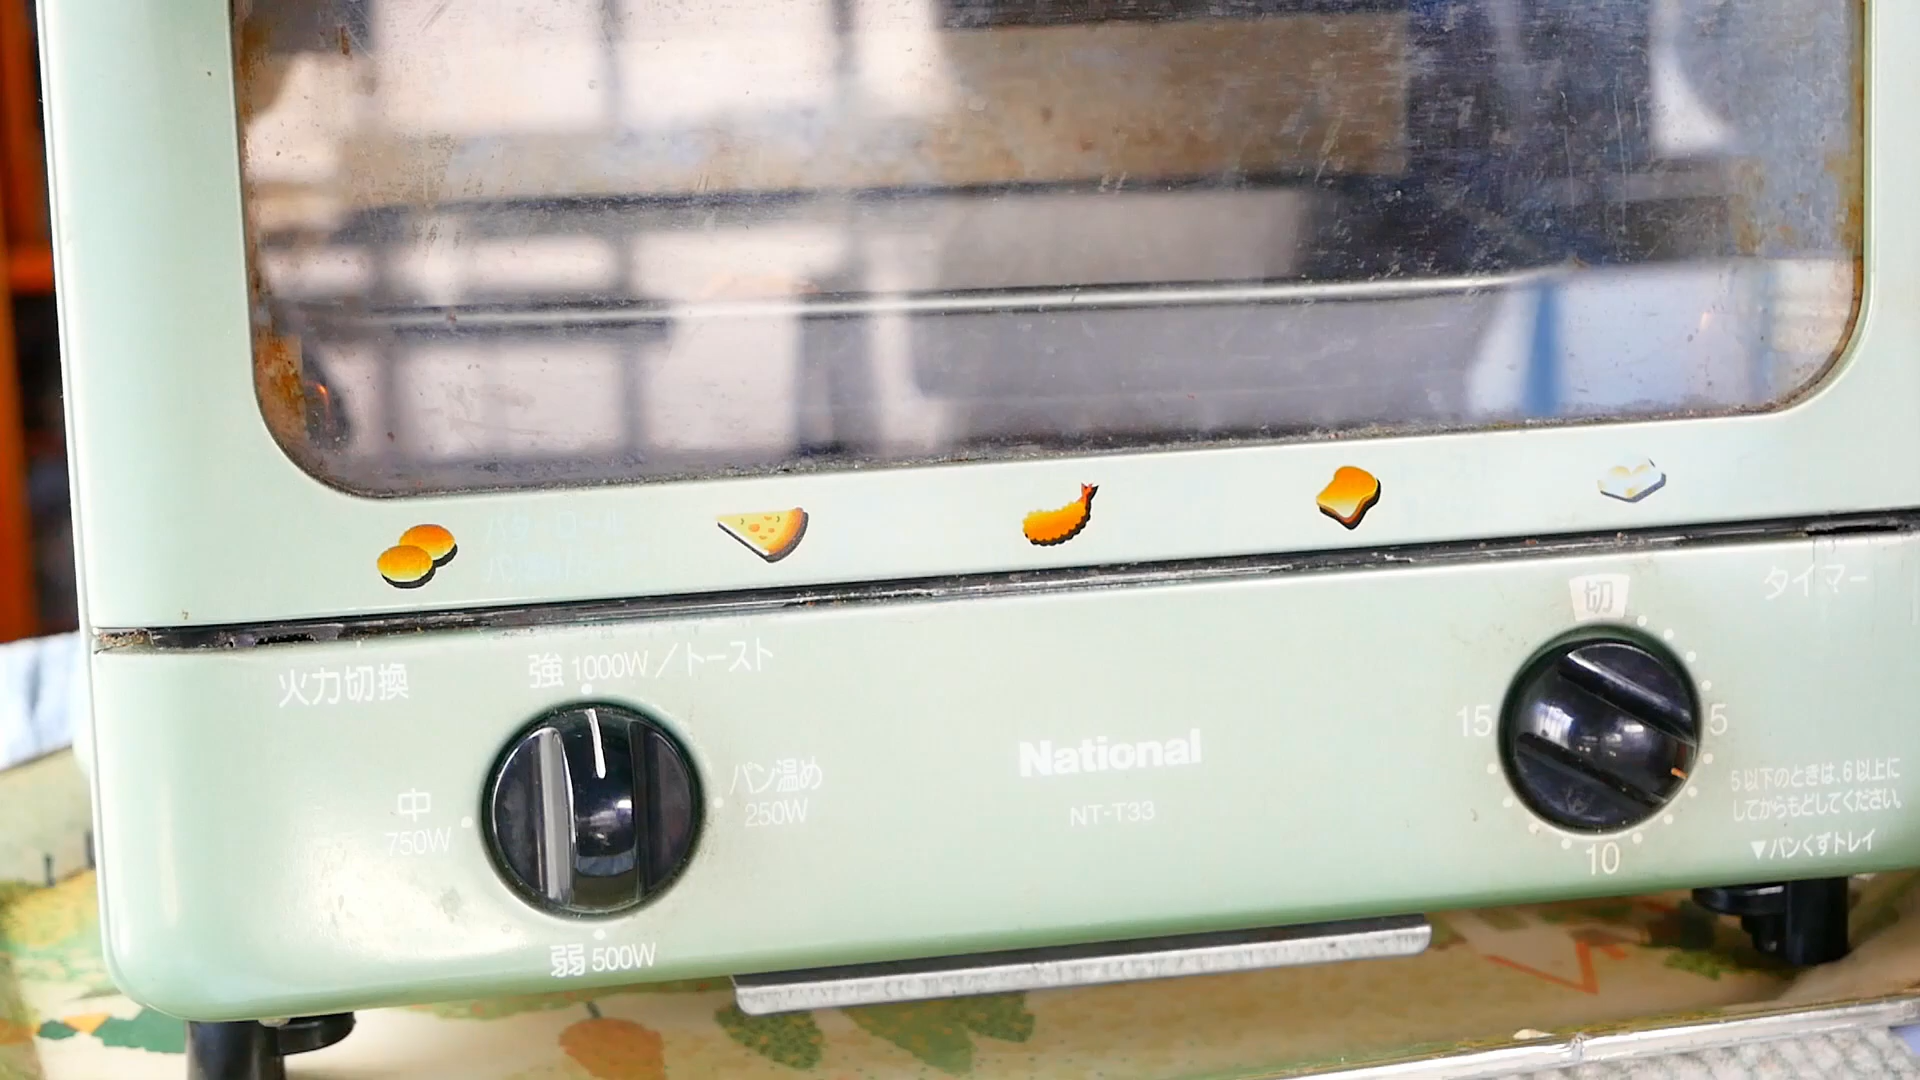 火力切換
強 1000W／トースト
中
750W
パン温め
250W
弱 500W
National
NT-T33
切
タイマー
15
5
10
5以下のときは、6以上に
してからもどしてください。
▼パンくずトレイ